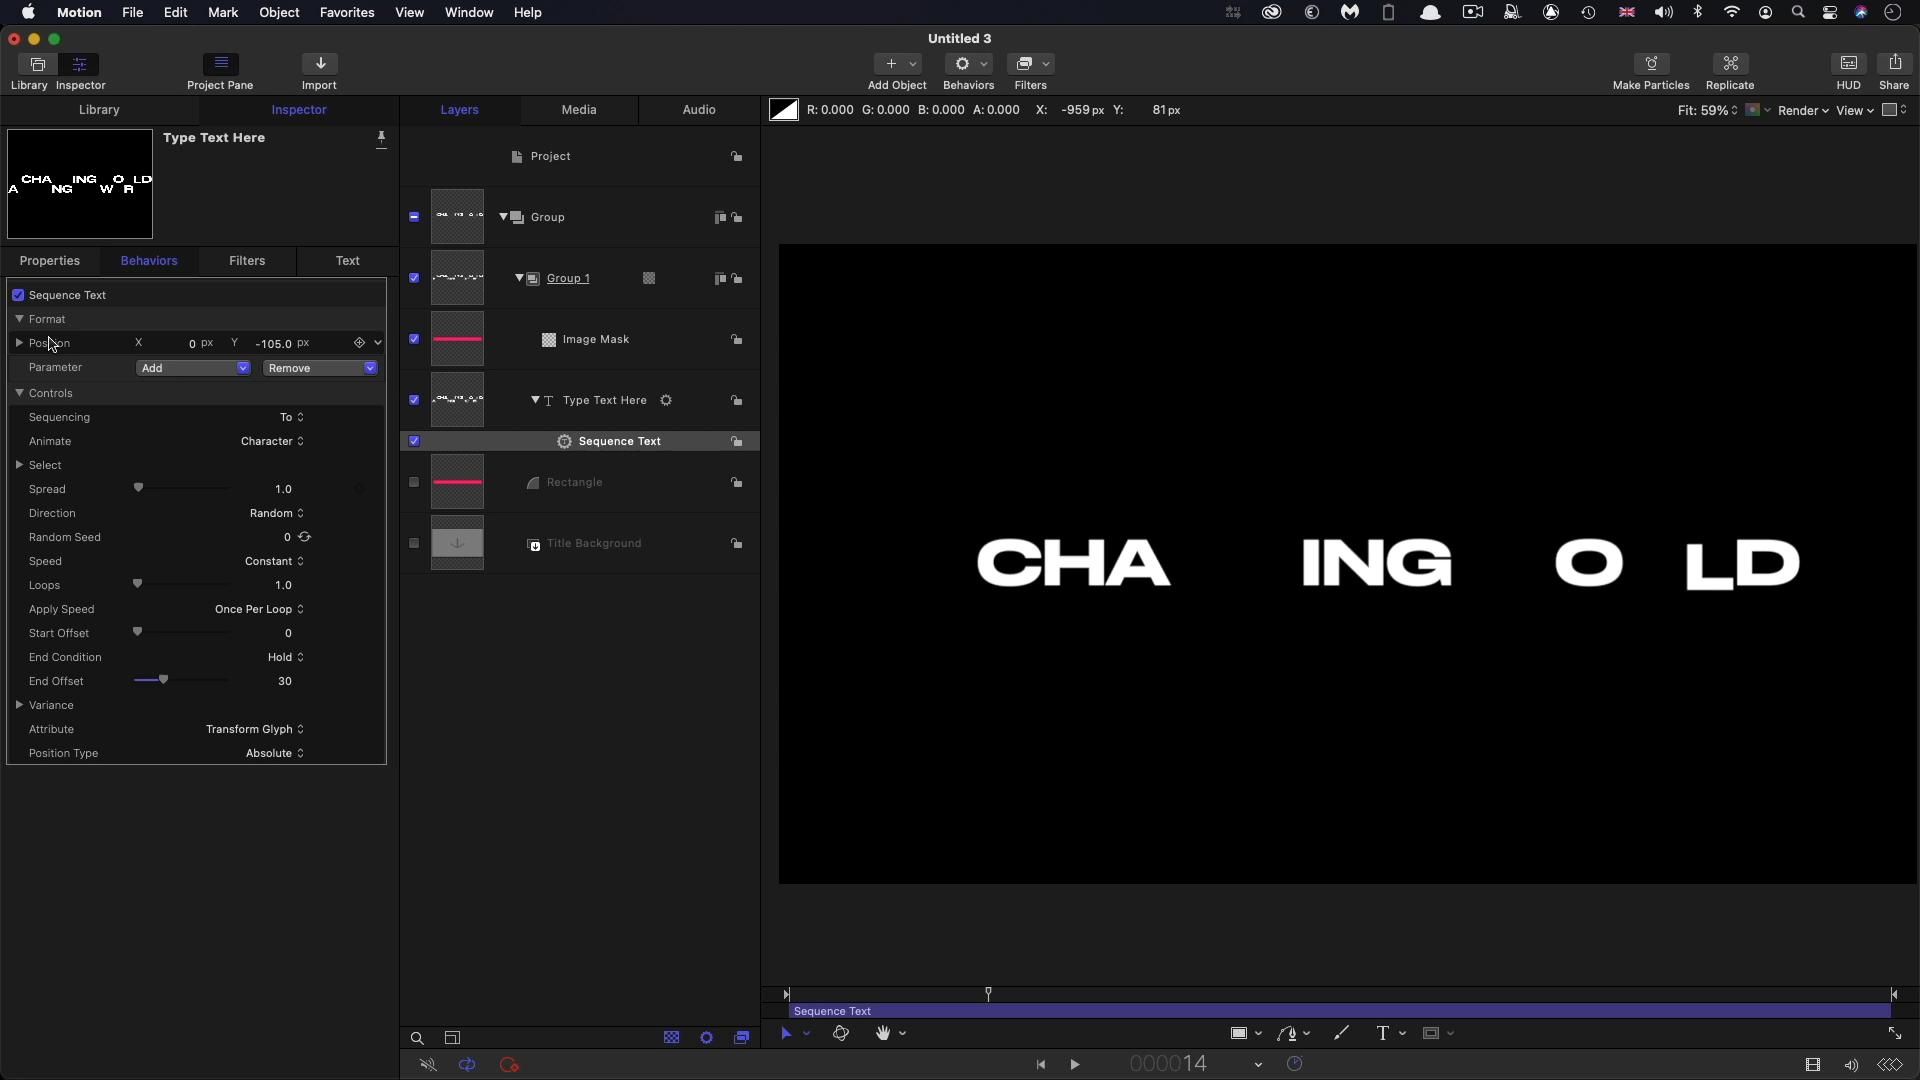 Motion File Edit Mark Object Favorites View Window Help
Untitled 3
Library Inspector Project Pane Import Add Object Behaviors Filters Make Particles Replicate HUD Share
Library Inspector Layers Media Audio R: 0.000 G: 0.000 B: 0.000 A: 0.000 X: -959 px Y: 81 px Fit: 59% Render View
Type Text Here
Project
CHA ING O LD
A NG W R
Group
Properties Behaviors Filters Text
Group 1
Sequence Text
Format
Position X 0 px Y -105.0 px
Image Mask
Parameter Add Remove
Controls
Type Text Here
Sequencing To
Animate Character
Sequence Text
Select
Rectangle
Spread 1.0
Direction Random
Random Seed 0
Title Background
Speed Constant
Loops 1.0
Apply Speed Once Per Loop
Start Offset 0
End Condition Hold
End Offset 30
Variance
Attribute Transform Glyph
Position Type Absolute
CHA ING O LD
Sequence Text
T
000014